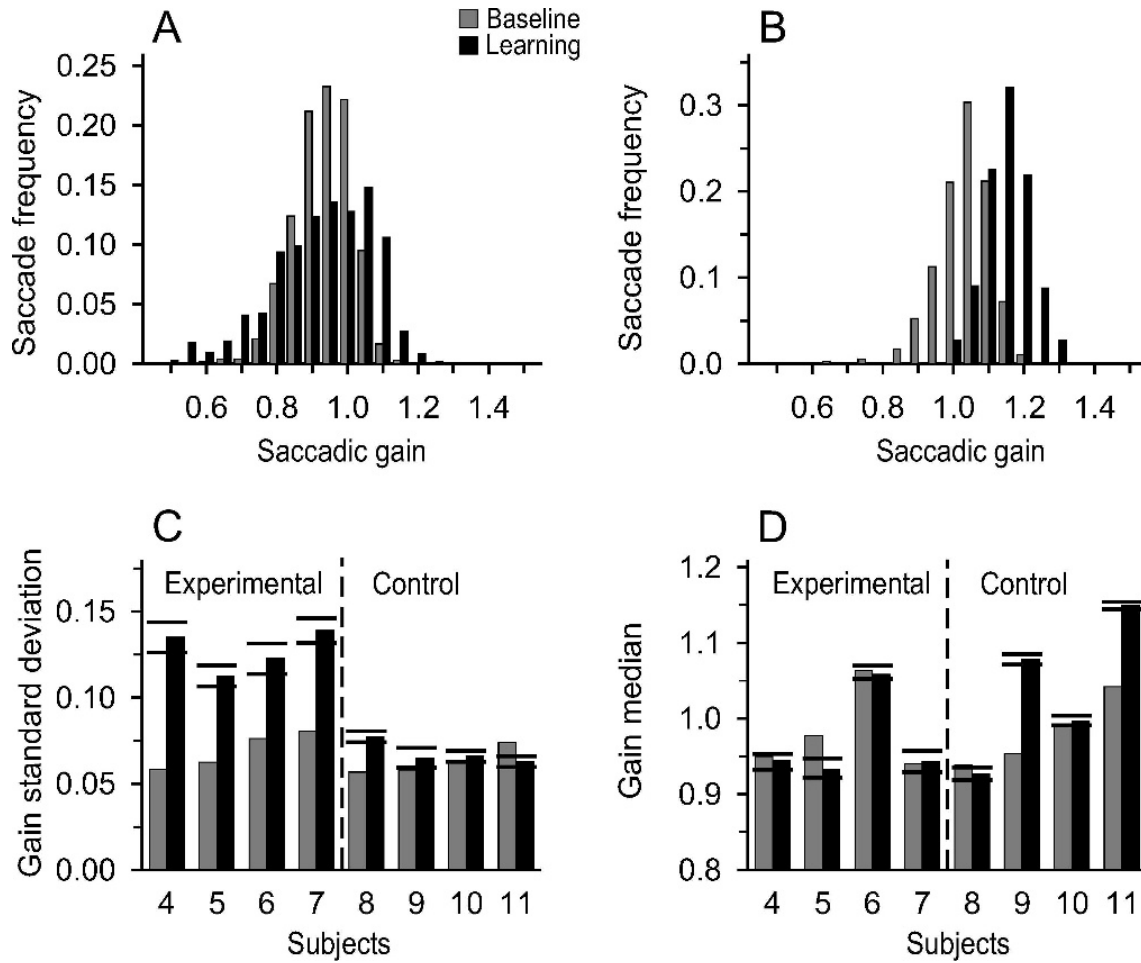 A
Baseline
Learning
B
Saccade frequency
0.25
0.20
0.15
0.10
0.05
0.00
0.6 0.8 1.0 1.2 1.4
Saccadic gain
Saccade frequency
0.3
0.2
0.1
0
0.6 0.8 1.0 1.2 1.4
Saccadic gain
C
Gain standard deviation
0.15
0.10
0.05
0.00
Experimental Control
4 5 6 7 8 9 10 11
Subjects
D
Gain median
1.2
1.1
1.0
0.9
0.8
Experimental Control
4 5 6 7 8 9 10 11
Subjects